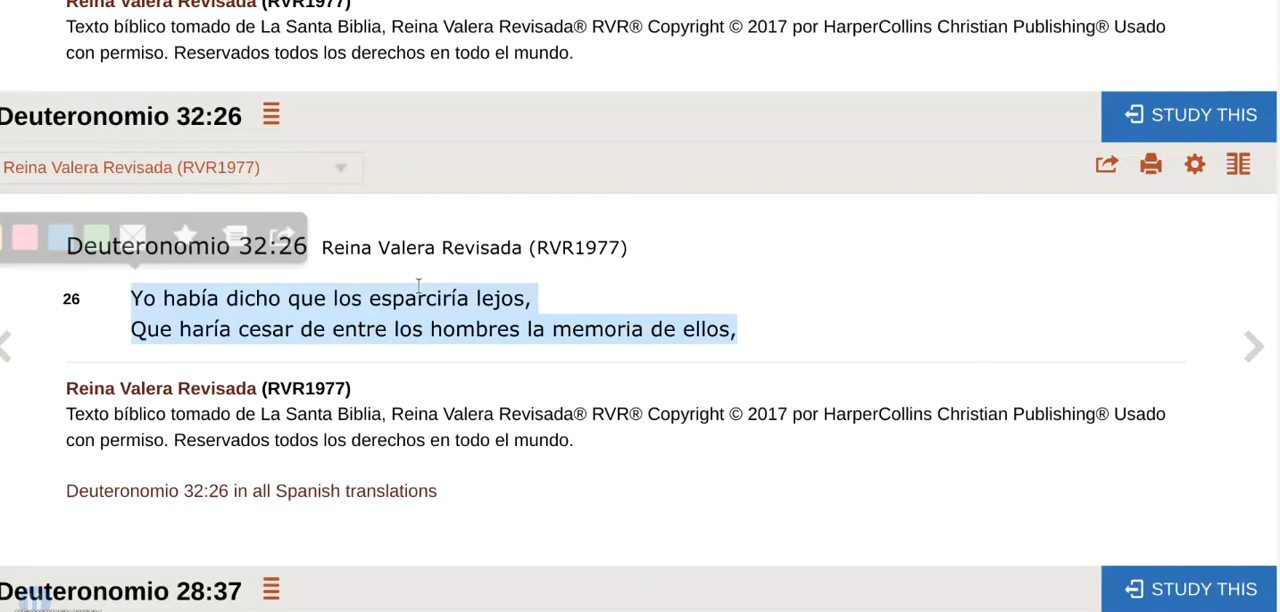 Reina Valera Revisada (RVR1977)
Texto bíblico tomado de La Santa Biblia, Reina Valera Revisada® RVR® Copyright © 2017 por HarperCollins Christian Publishing® Usado
con permiso. Reservados todos los derechos en todo el mundo.
Deuteronomio 32:26
STUDY THIS
Reina Valera Revisada (RVR1977)
Deuteronomio 32:26 Reina Valera Revisada (RVR1977)
26 Yo había dicho que los esparciría lejos,
Que haría cesar de entre los hombres la memoria de ellos,
Reina Valera Revisada (RVR1977)
Texto bíblico tomado de La Santa Biblia, Reina Valera Revisada® RVR® Copyright © 2017 por HarperCollins Christian Publishing® Usado
con permiso. Reservados todos los derechos en todo el mundo.
Deuteronomio 32:26 in all Spanish translations
Deuteronomio 28:37
STUDY THIS